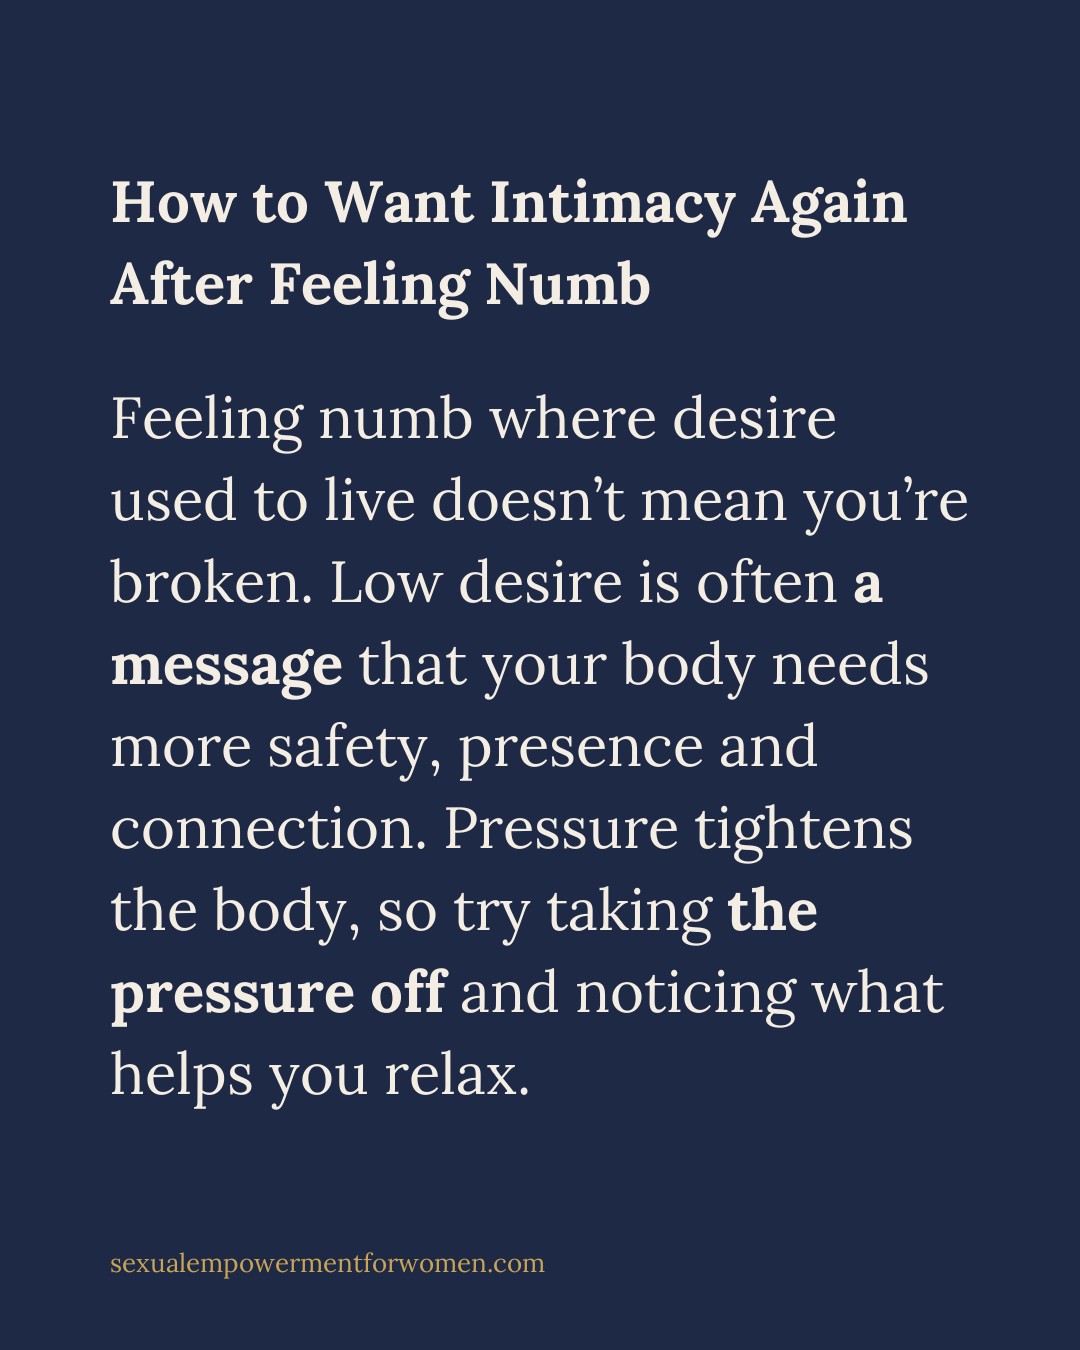 How to Want Intimacy Again
After Feeling Numb
Feeling numb where desire
used to live doesn’t mean you’re
broken. Low desire is often a
message that your body needs
more safety, presence and
connection. Pressure tightens
the body, so try taking the
pressure off and noticing what
helps you relax.
sexualempowermentforwomen.com